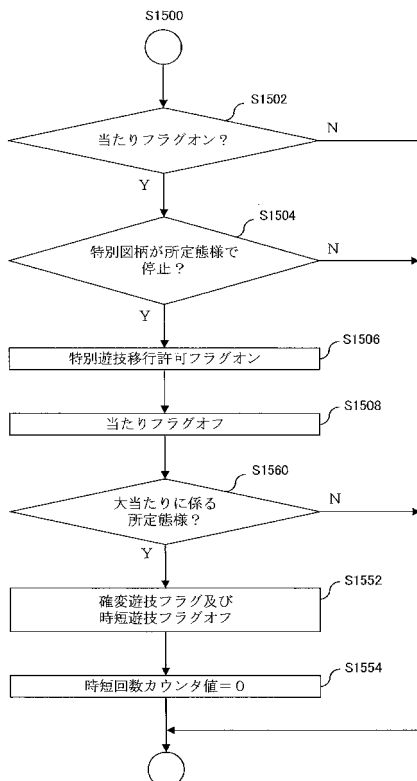 S1500
S1502
当たりフラグオン？
N
Y
S1504
特別図柄が所定態様で
停止？
N
Y
S1506
特別遊技移行許可フラグオン
S1508
当たりフラグオフ
S1560
大当たりに係る
所定態様？
N
Y
S1552
確変遊技フラグ及び
時短遊技フラグオフ
S1554
時短回数カウンタ値＝０